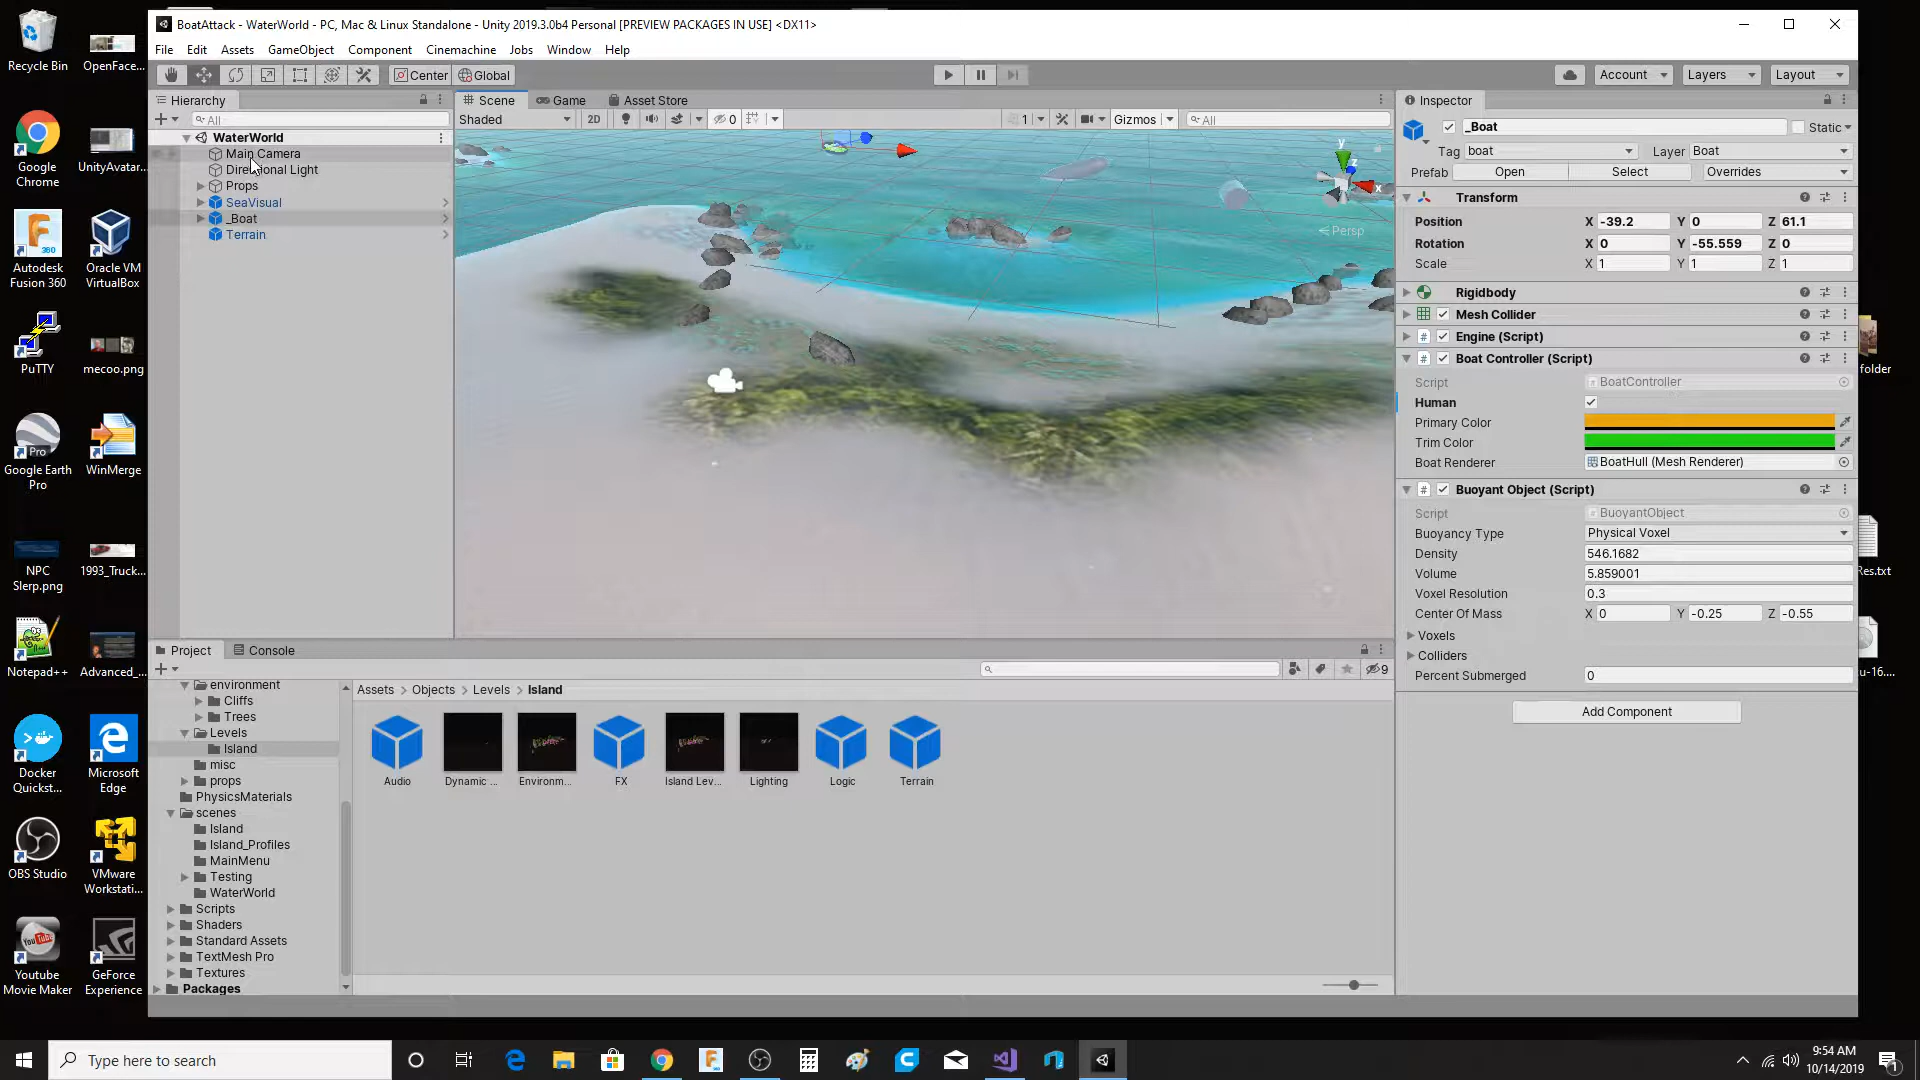 BoatAttack - WaterWorld - PC, Mac & Linux Standalone - Unity 2019.3.0b4 Personal [PREVIEW PACKAGES IN USE] <DX11>
File Edit Assets GameObject Component Cinemachine Jobs Window Help
Center Global
Account Layers Layout
Hierarchy
All
WaterWorld
Main Camera
Directional Light
Props
SeaVisual
_Boat
Terrain
Scene Game Asset Store
Shaded 2D 0 1 Gizmos All
y
z
x
Persp
Inspector
_Boat Static
Tag boat Layer Boat
Prefab Open Select Overrides
Transform
Position X -39.2 Y 0 Z 61.1
Rotation X 0 Y -55.559 Z 0
Scale X 1 Y 1 Z 1
Rigidbody
Mesh Collider
Engine (Script)
Boat Controller (Script)
Script BoatController
Human
Primary Color
Trim Color
Boat Renderer BoatHull (Mesh Renderer)
Buoyant Object (Script)
Script BuoyantObject
Buoyancy Type Physical Voxel
Density 546.1682
Volume 5.859001
Voxel Resolution 0.3
Center Of Mass X 0 Y -0.25 Z -0.55
Voxels
Colliders
Percent Submerged 0
Add Component
Project Console
9
environment
Cliffs
Trees
Levels
Island
misc
props
PhysicsMaterials
scenes
Island
Island_Profiles
MainMenu
Testing
WaterWorld
Scripts
Shaders
Standard Assets
TextMesh Pro
Textures
Packages
Assets > Objects > Levels > Island
Audio
Dynamic ...
Environm...
FX
Island Lev...
Lighting
Logic
Terrain
Recycle Bin
OpenFace...
Google
Chrome
UnityAvatar...
Autodesk
Fusion 360
Oracle VM
VirtualBox
PuTTY
mecoo.png
Google Earth
Pro
WinMerge
NPC
Slerp.png
1993_Truck...
Notepad++
Advanced_...
Docker
Quickst...
Microsoft
Edge
OBS Studio
VMware
Workstati...
Youtube
Movie Maker
GeForce
Experience
folder
Res.txt
cu-16....
Type here to search
9:54 AM
10/14/2019
1